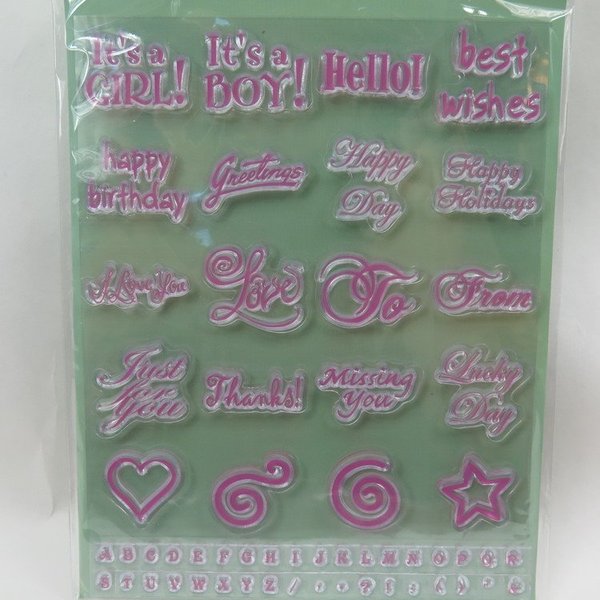 It's a
GIRL!
It's a
BOY!
Hello!
best
wishes
happy
birthday
Greetings
Happy
Day
Happy
Holidays
I Love You
Love
To
From
Just
for
You
Thanks!
Missing
You
Lucky
Day
A B C D E F G H I J K L M N O P Q R
S T U V W X Y Z